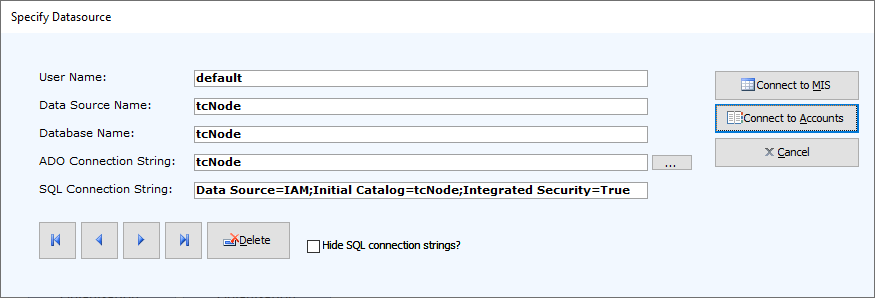 Specify Datasource
User Name: default
Connect to MIS
Data Source Name: tcNode
Connect to Accounts
Database Name: tcNode
Cancel
ADO Connection String: tcNode ...
SQL Connection String: Data Source=IAM;Initial Catalog=tcNode;Integrated Security=True
Delete
Hide SQL connection strings?